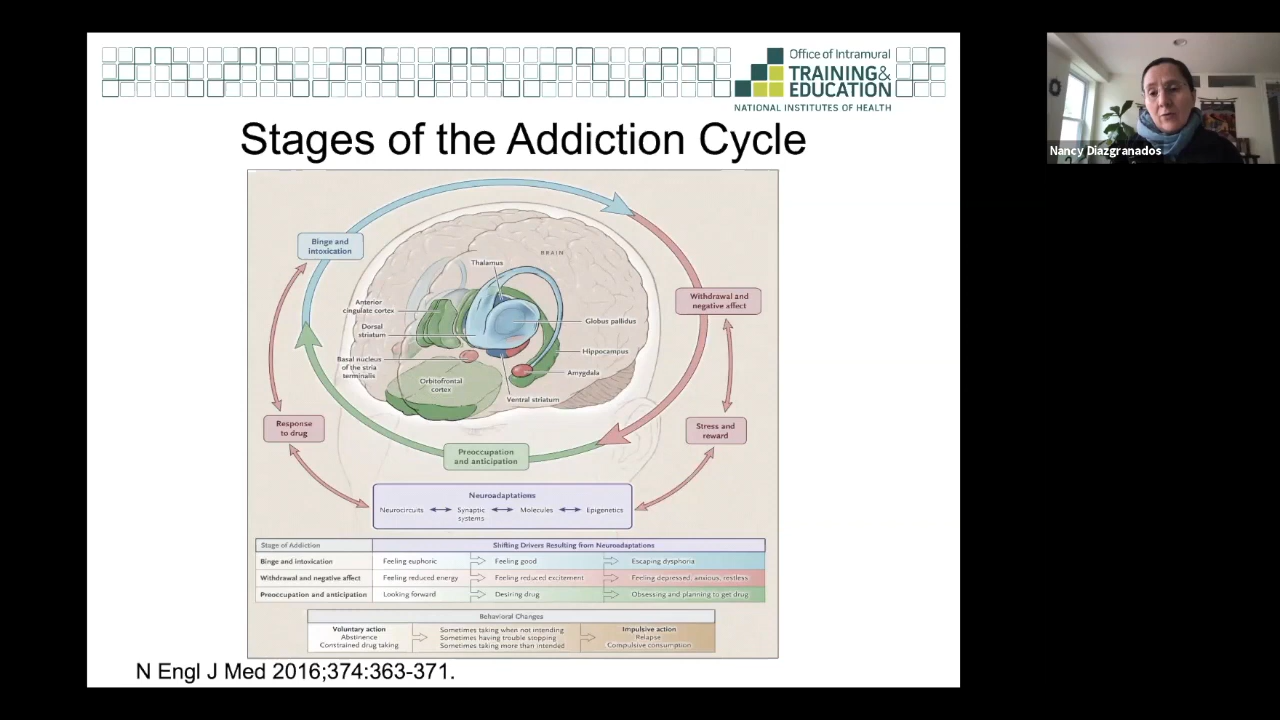 Office of Intramural
TRAINING&
EDUCATION
NATIONAL INSTITUTES OF HEALTH
Nancy Diazgranados
Stages of the Addiction Cycle
Binge and
intoxication
BRAIN
Thalamus
Withdrawal and
negative affect
Anterior
cingulate cortex
Dorsal
striatum
Globus pallidus
Basal nucleus
of the stria
terminalis
Hippocampus
Amygdala
Orbitofrontal
cortex
Ventral striatum
Response
to drug
Stress and
reward
Preoccupation
and anticipation
Neuroadaptations
Neurocircuits Synaptic systems Molecules Epigenetics
Stage of Addiction Shifting Drivers Resulting from Neuroadaptations
Binge and intoxication Feeling euphoric Feeling good Escaping dysphoria
Withdrawal and negative affect Feeling reduced energy Feeling reduced excitement Feeling depressed, anxious, restless
Preoccupation and anticipation Looking forward Desiring drug Obsessing and planning to get drug
Behavioral Changes
Voluntary action
Abstinence
Constrained drug taking
Sometimes taking when not intending
Sometimes having trouble stopping
Sometimes taking more than intended
Impulsive action
Relapse
Compulsive consumption
N Engl J Med 2016;374:363-371.